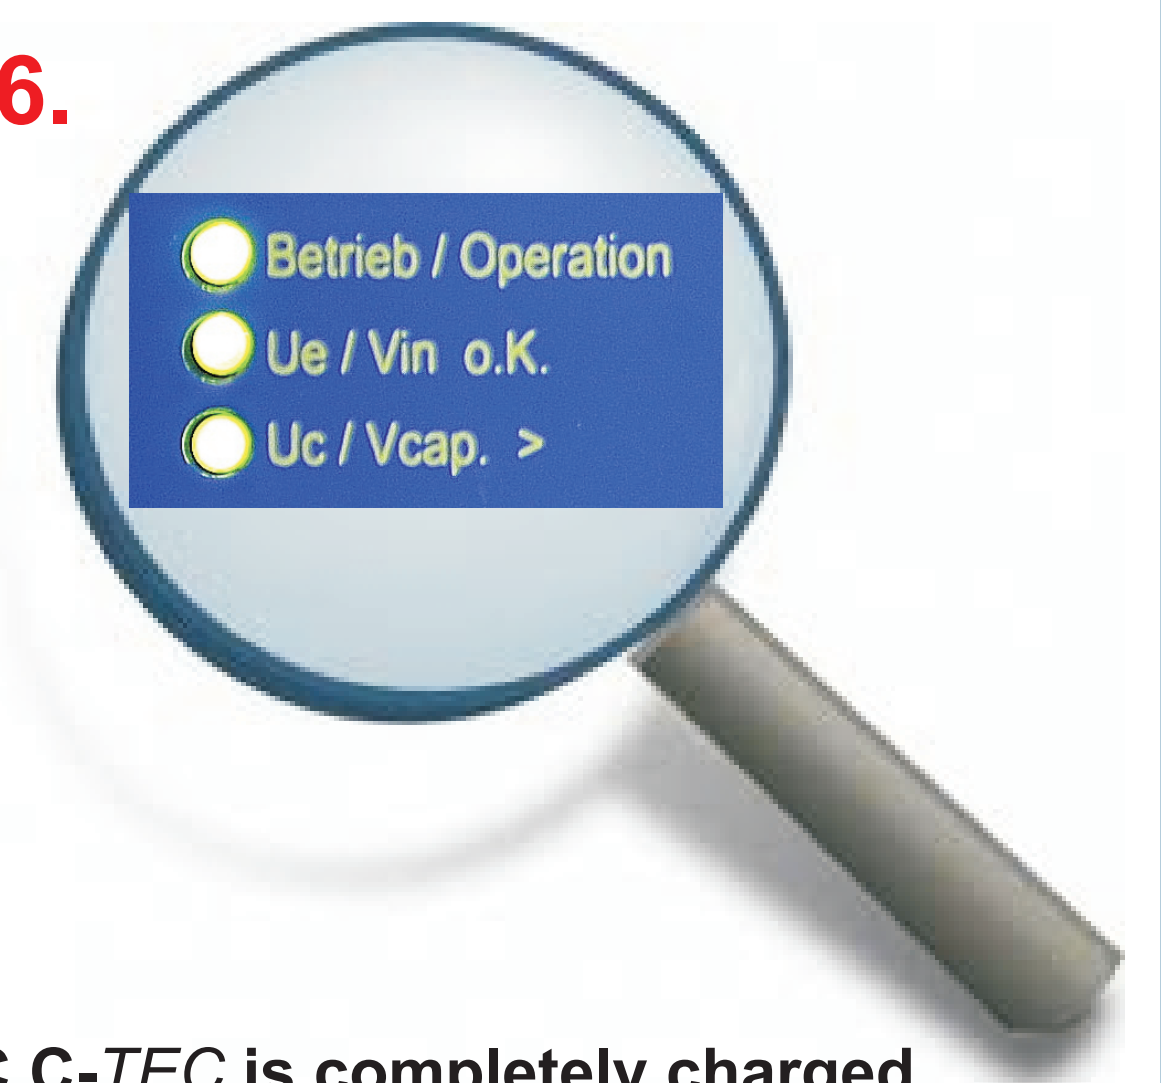 6.
Betrieb / Operation
Ue / Vin o.K.
Uc / Vcap. >
C-TEC is completely charged